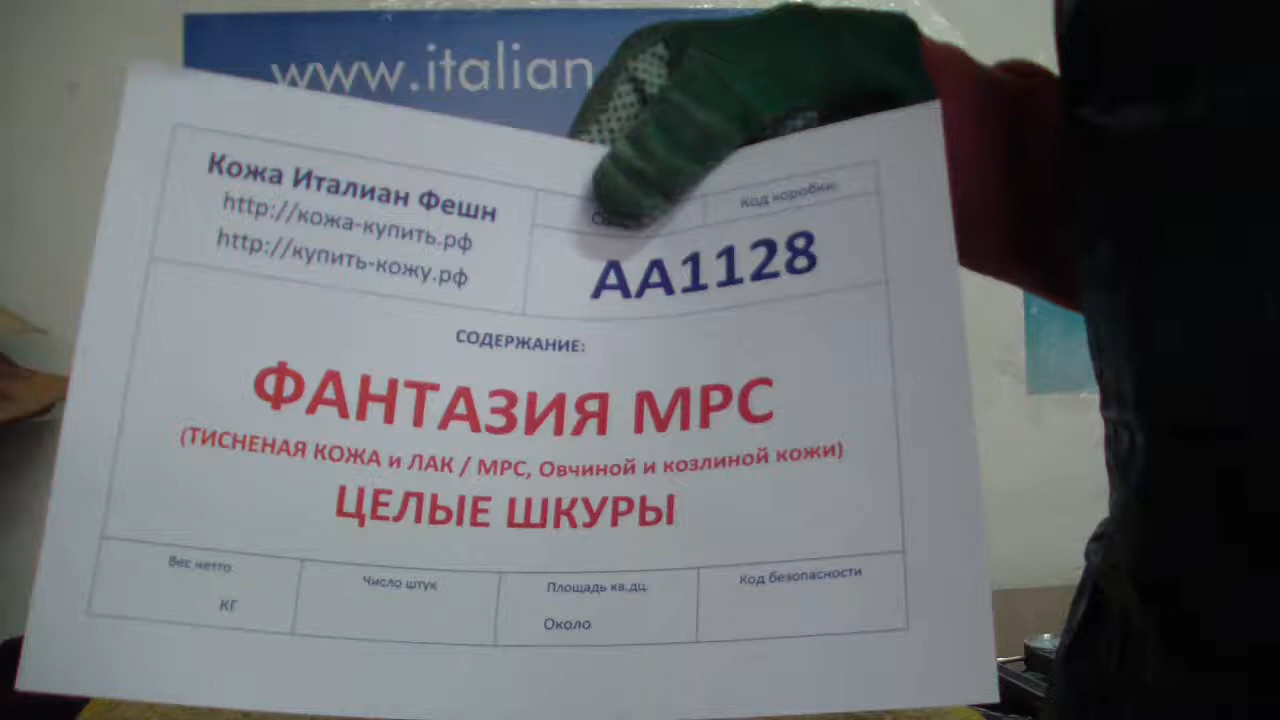 www.italian
Кожа Италиан Фешн
http://кожа-купить.рф
http://купить-кожу.рф
Код коробки:
АА1128
СОДЕРЖАНИЕ:
ФАНТАЗИЯ МРС
(ТИСНЕНАЯ КОЖА и ЛАК / МРС, Овчиной и козлиной кожи)
ЦЕЛЫЕ ШКУРЫ
Вес нетто
КГ
Число штук
Площадь кв.дц.
Около
Код безопасности